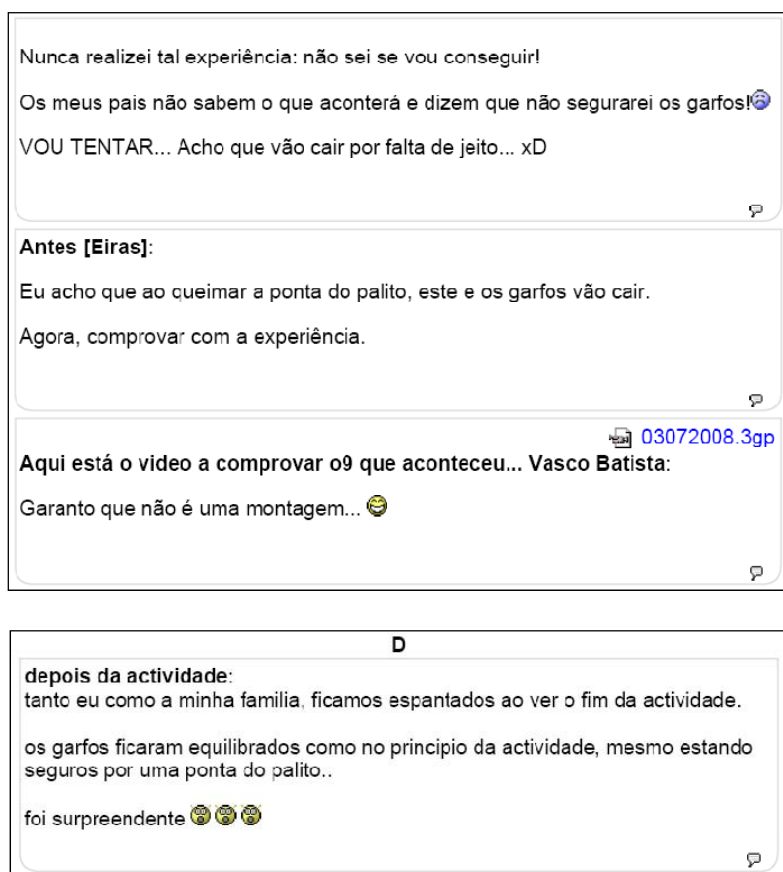 Nunca realizei tal experiência: não sei se vou conseguir!
Os meus pais não sabem o que aconterá e dizem que não segurarei os garfos!
VOU TENTAR... Acho que vão cair por falta de jeito... xD
Antes [Eiras]:
Eu acho que ao queimar a ponta do palito, este e os garfos vão cair.
Agora, comprovar com a experiência.
03072008.3gp
Aqui está o video a comprovar o9 que aconteceu... Vasco Batista:
Garanto que não é uma montagem...
D
depois da actividade:
tanto eu como a minha familia, ficamos espantados ao ver o fim da actividade.
os garfos ficaram equilibrados como no principio da actividade, mesmo estando
seguros por uma ponta do palito..
foi surpreendente